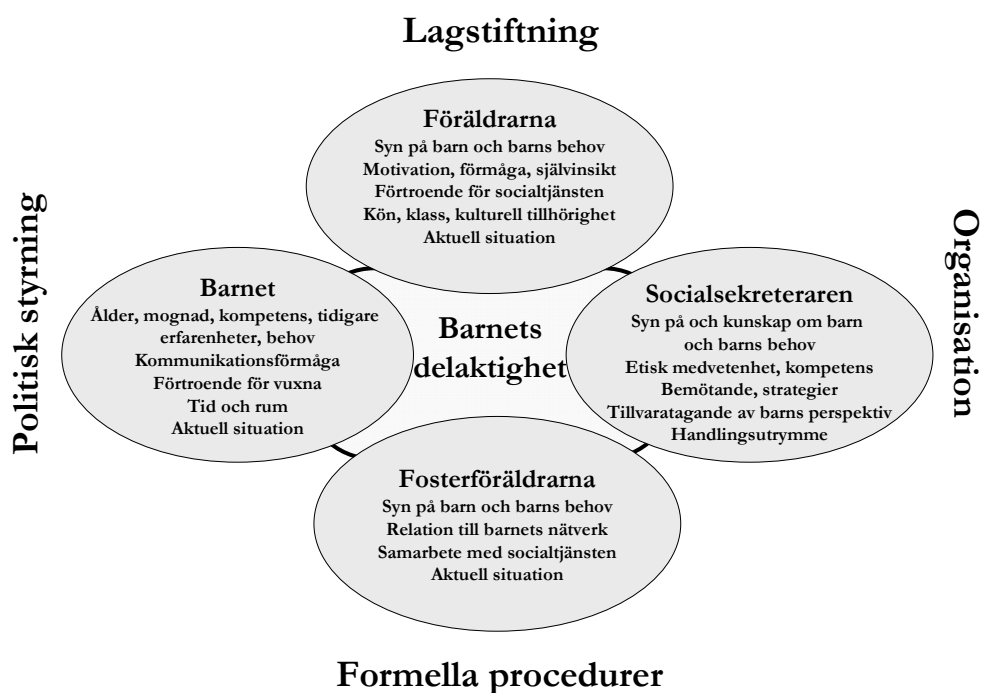 Lagstiftning
Föräldrarna
Syn på barn och barns behov
Motivation, förmåga, självinsikt
Förtroende för socialtjänsten
Kön, klass, kulturell tillhörighet
Aktuell situation
Politisk styrning
Barnet
Ålder, mognad, kompetens, tidigare
erfarenheter, behov
Kommunikationsförmåga
Förtroende för vuxna
Tid och rum
Aktuell situation
Barnets
delaktighet
Socialsekreteraren
Syn på och kunskap om barn
och barns behov
Etisk medvetenhet, kompetens
Bemötande, strategier
Tillvaratagande av barns perspektiv
Handlingsutrymme
Organisation
Fosterföräldrarna
Syn på barn och barns behov
Relation till barnets nätverk
Samarbete med socialtjänsten
Aktuell situation
Formella procedurer